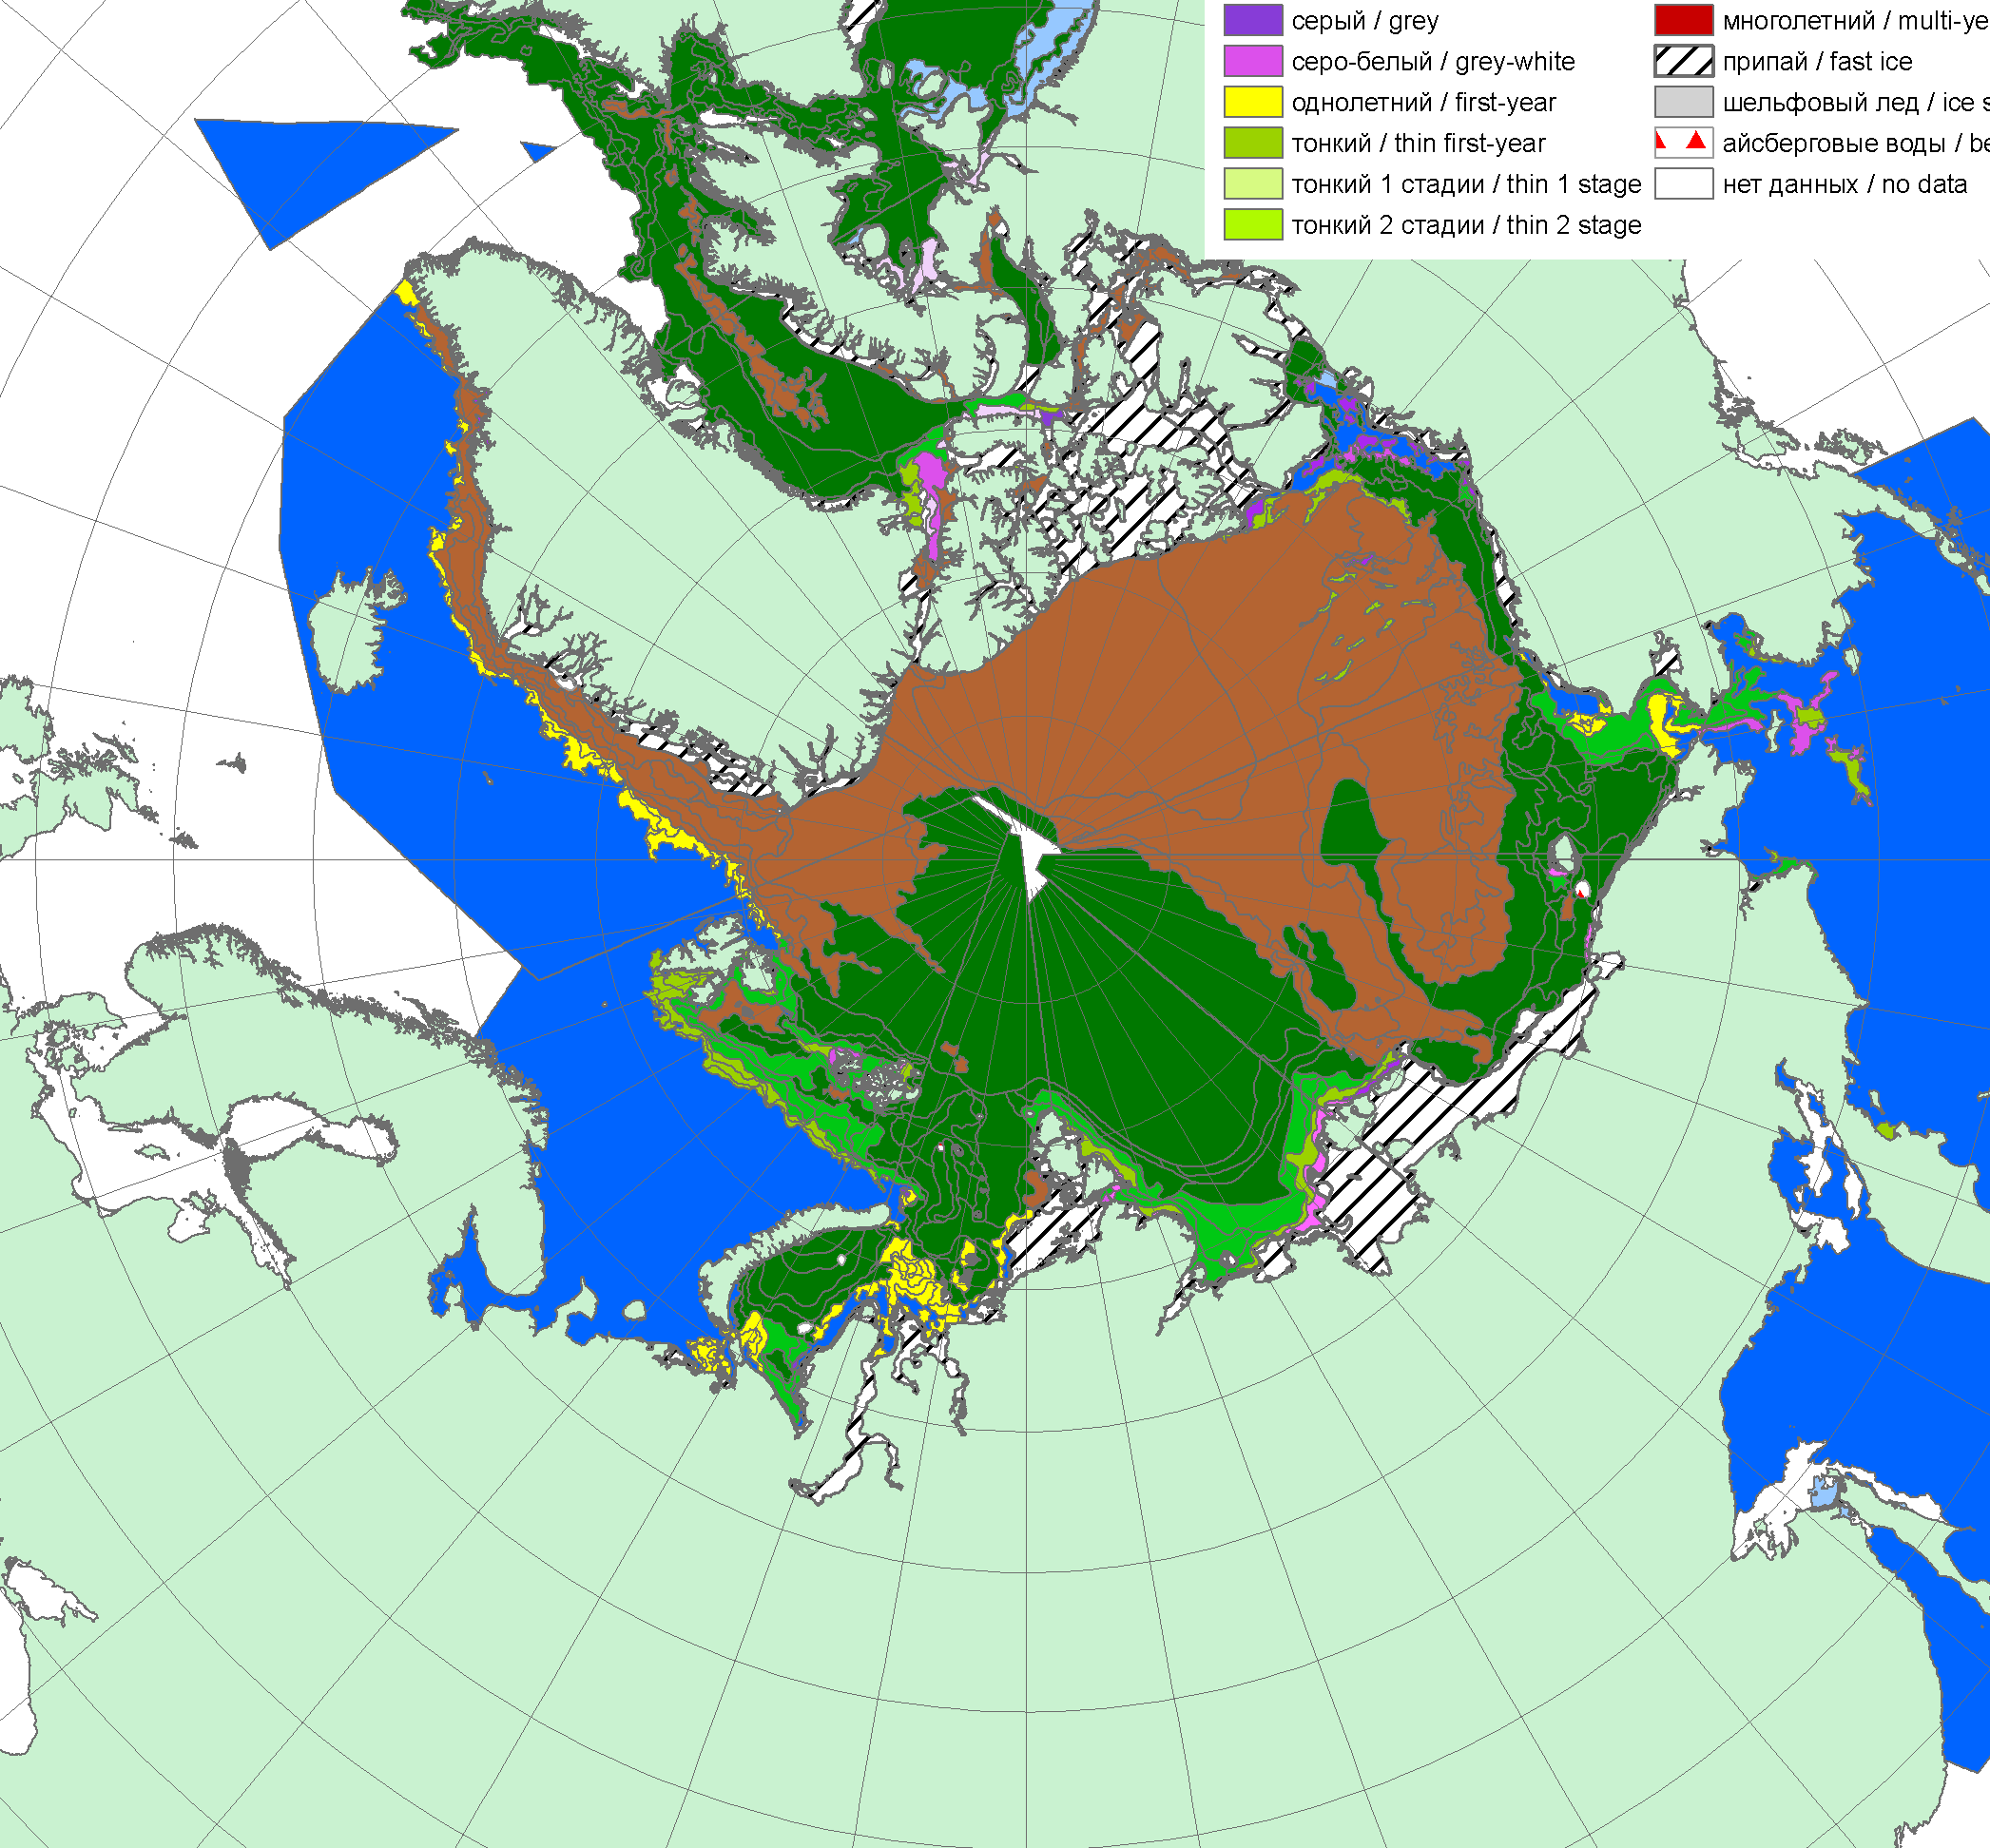 серый / grey
серо-белый / grey-white
однолетний / first-year
тонкий / thin first-year
тонкий 1 стадии / thin 1 stage
тонкий 2 стадии / thin 2 stage
многолетний / multi-ye
припай / fast ice
шельфовый лед / ice s
айсберговые воды / be
нет данных / no data